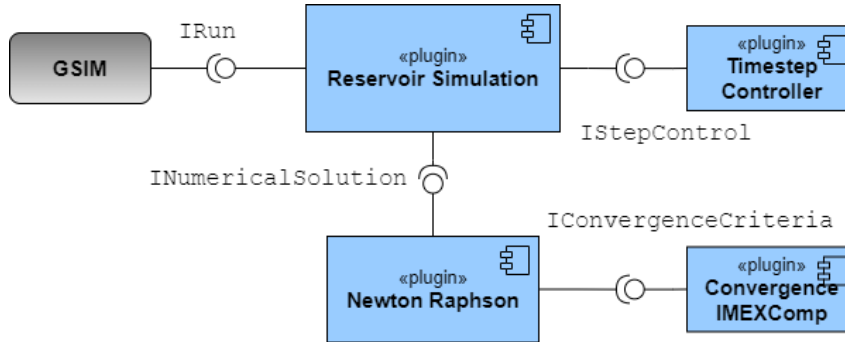 IRun
GSIM
«plugin»
Reservoir Simulation
«plugin»
Timestep
Controller
IStepControl
INumericalSolution
IConvergenceCriteria
«plugin»
Newton Raphson
«plugin»
Convergence
IMEXComp